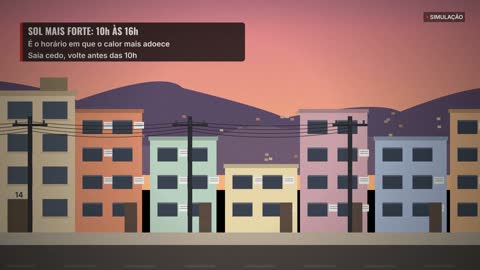 SOL MAIS FORTE: 10h ÀS 16h
SIMULAÇÃO
É o horário em que o calor mais adoece
Saia cedo, volte antes das 10h
14